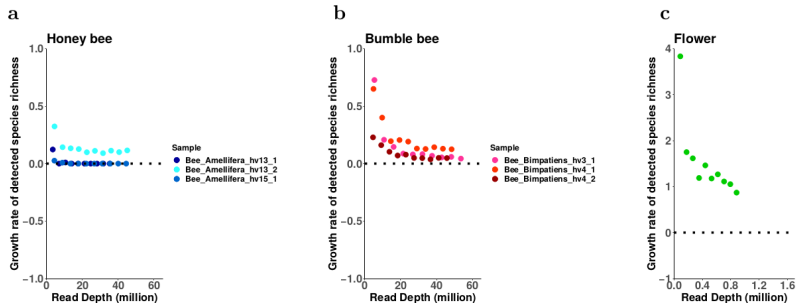 a
Honey bee
Growth rate of detected species richness
1.0
0.5
0.0
−0.5
−1.0
0
20
40
60
Read Depth (million)
Sample
Bee_Amellifera_hv13_1
Bee_Amellifera_hv13_2
Bee_Amellifera_hv15_1
b
Bumble bee
Growth rate of detected species richness
1.0
0.5
0.0
−0.5
−1.0
0
20
40
60
Read Depth (million)
Sample
Bee_Bimpatiens_hv3_1
Bee_Bimpatiens_hv4_1
Bee_Bimpatiens_hv4_2
c
Flower
Growth rate of detected species richness
4
3
2
1
0
−1
0.0
0.4
0.8
1.2
1.6
Read Depth (million)